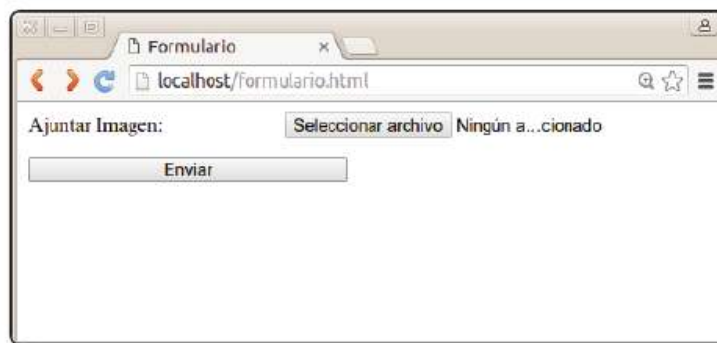 Formulario
localhost/formulario.html
Ajuntar Imagen: Seleccionar archivo Ningún a...cionado
Enviar